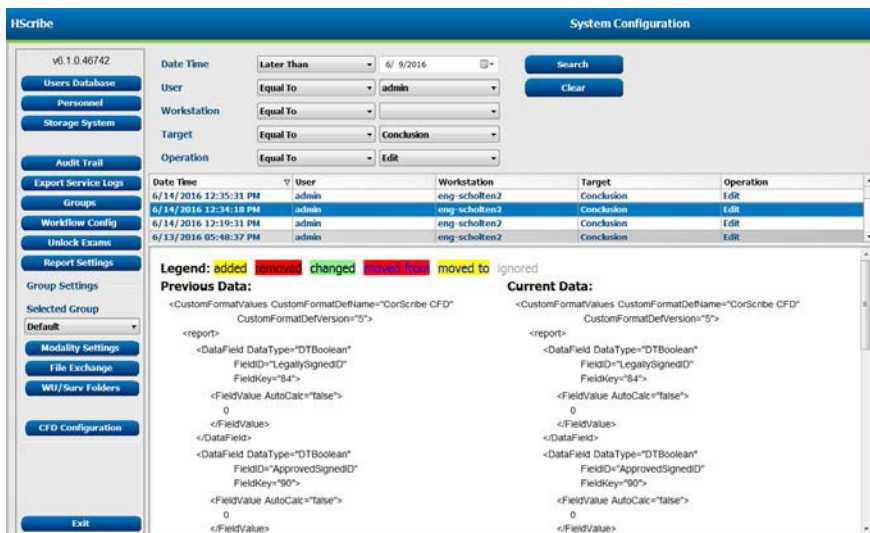 HScribe
System Configuration
v6.1.0.46742
Users Database
Personnel
Storage System
Audit Trail
Export Service Logs
Groups
Workflow Config
Unlock Exams
Report Settings
Group Settings
Selected Group
Default
Modality Settings
File Exchange
WU/Surv Folders
CFD Configuration
Exit
Date Time Later Than 6/ 9/2016 Search
User Equal To admin Clear
Workstation Equal To
Target Equal To Conclusion
Operation Equal To Edit
Date Time User Workstation Target Operation
6/14/2016 12:35:31 PM admin eng-scholten2 Conclusion Edit
6/14/2016 12:34:18 PM admin eng-scholten2 Conclusion Edit
6/14/2016 12:19:31 PM admin eng-scholten2 Conclusion Edit
6/13/2016 05:48:37 PM admin eng-scholten2 Conclusion Edit
Legend: added removed changed moved from moved to ignored
Previous Data:
<CustomFormatValues CustomFormatDefName="CorScribe CFD"
CustomFormatDefVersion="5">
<report>
<DataField DataType="DTBoolean"
FieldID="LegallySignedID"
FieldKey="84">
<FieldValue AutoCalc="false">
0
</FieldValue>
</DataField>
<DataField DataType="DTBoolean"
FieldID="ApprovedSignedID"
FieldKey="90">
<FieldValue AutoCalc="false">
0
</FieldValue>
Current Data:
<CustomFormatValues CustomFormatDefName="CorScribe CFD"
CustomFormatDefVersion="5">
<report>
<DataField DataType="DTBoolean"
FieldID="LegallySignedID"
FieldKey="84">
<FieldValue AutoCalc="false">
0
</FieldValue>
</DataField>
<DataField DataType="DTBoolean"
FieldID="ApprovedSignedID"
FieldKey="90">
<FieldValue AutoCalc="false">
0
</FieldValue>